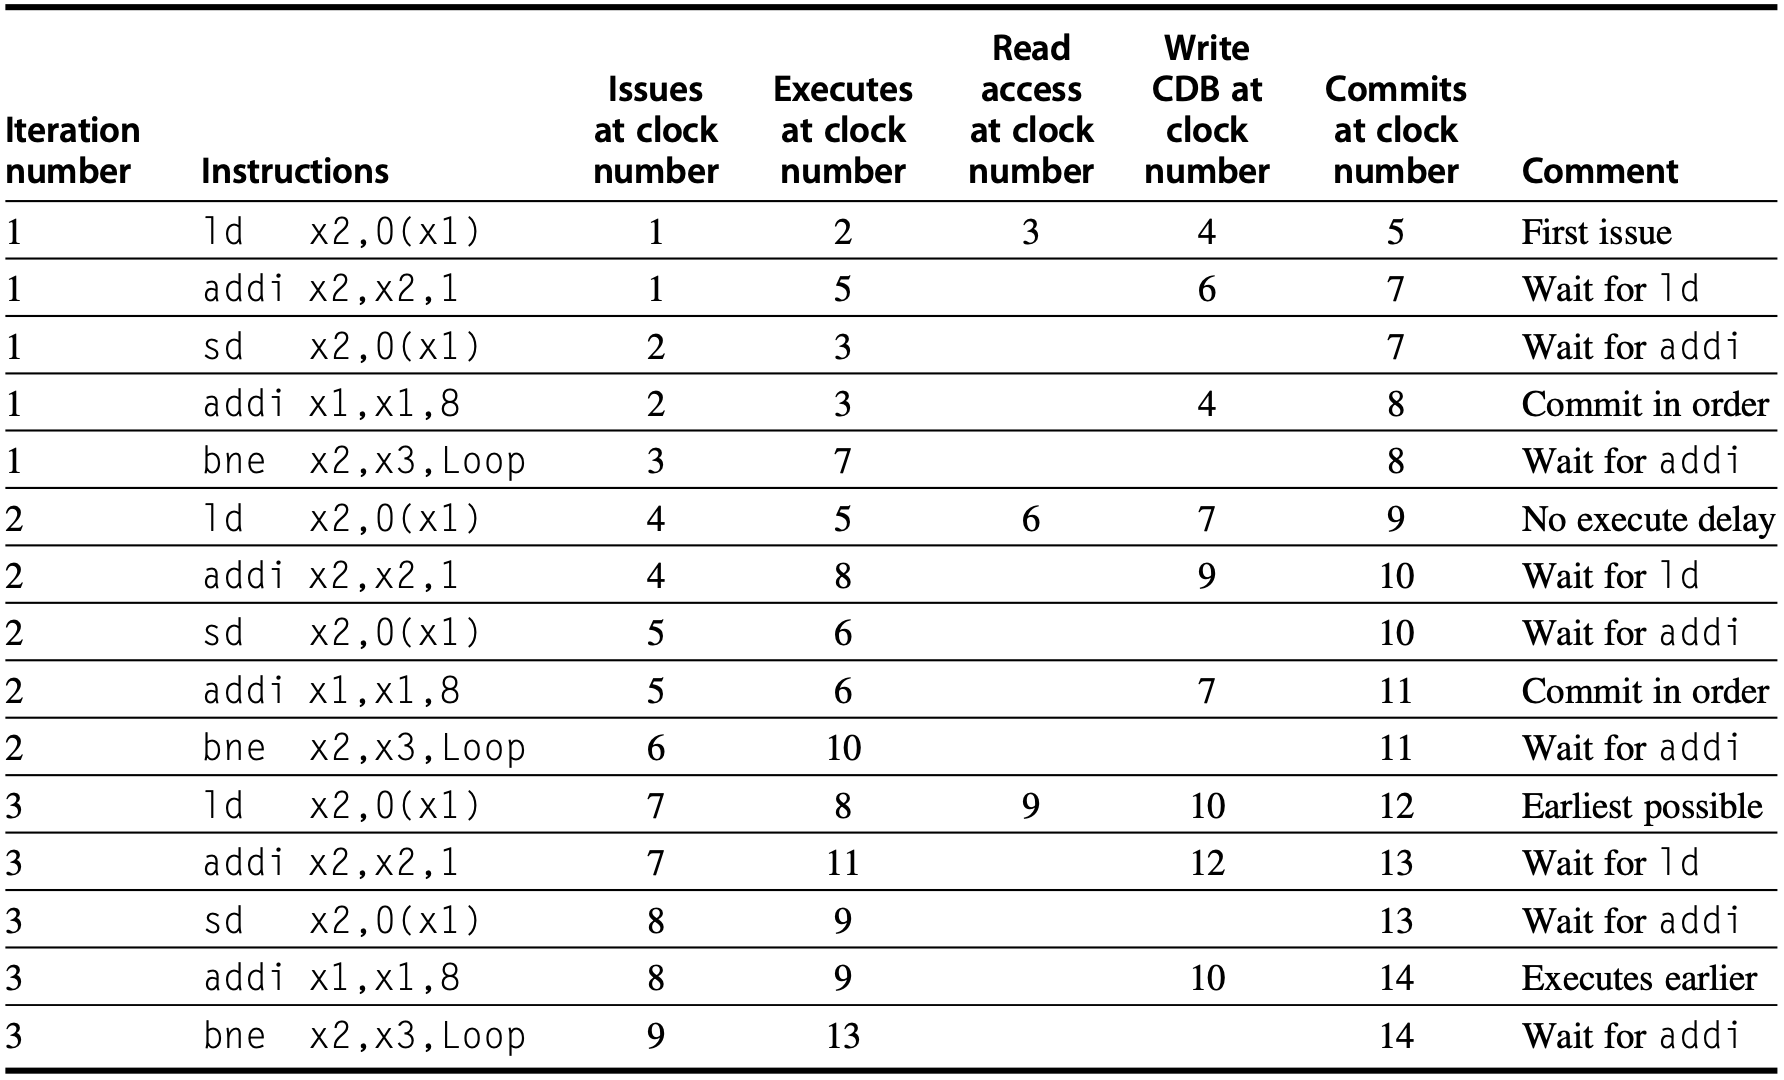 Iteration number Instructions Issues at clock number Executes at clock number Read access at clock number Write CDB at clock number Commits at clock number Comment
1 ld x2,0(x1) 1 2 3 4 5 First issue
1 addi x2,x2,1 1 5 6 7 Wait for ld
1 sd x2,0(x1) 2 3 7 Wait for addi
1 addi x1,x1,8 2 3 4 8 Commit in order
1 bne x2,x3,Loop 3 7 8 Wait for addi
2 ld x2,0(x1) 4 5 6 7 9 No execute delay
2 addi x2,x2,1 4 8 9 10 Wait for ld
2 sd x2,0(x1) 5 6 10 Wait for addi
2 addi x1,x1,8 5 6 7 11 Commit in order
2 bne x2,x3,Loop 6 10 11 Wait for addi
3 ld x2,0(x1) 7 8 9 10 12 Earliest possible
3 addi x2,x2,1 7 11 12 13 Wait for ld
3 sd x2,0(x1) 8 9 13 Wait for addi
3 addi x1,x1,8 8 9 10 14 Executes earlier
3 bne x2,x3,Loop 9 13 14 Wait for addi